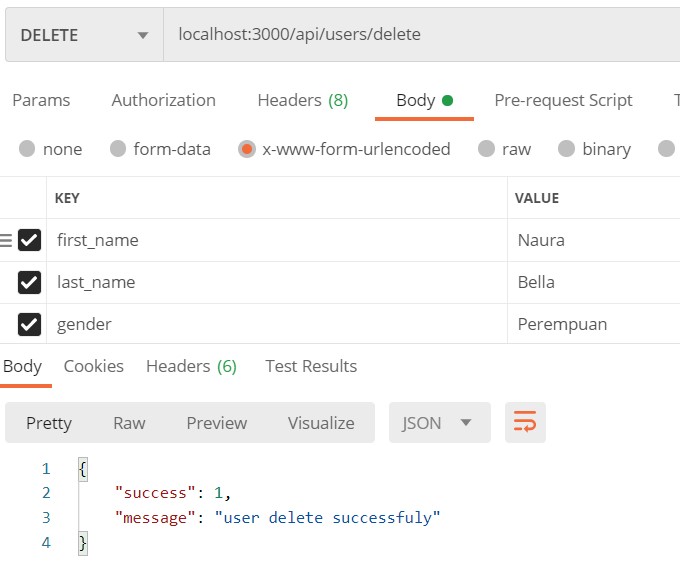 DELETE localhost:3000/api/users/delete
Params Authorization Headers (8) Body Pre-request Script T
none form-data x-www-form-urlencoded raw binary
KEY VALUE
first_name Naura
last_name Bella
gender Perempuan
Body Cookies Headers (6) Test Results
Pretty Raw Preview Visualize JSON
1 {
2 "success": 1,
3 "message": "user delete successfuly"
4 }